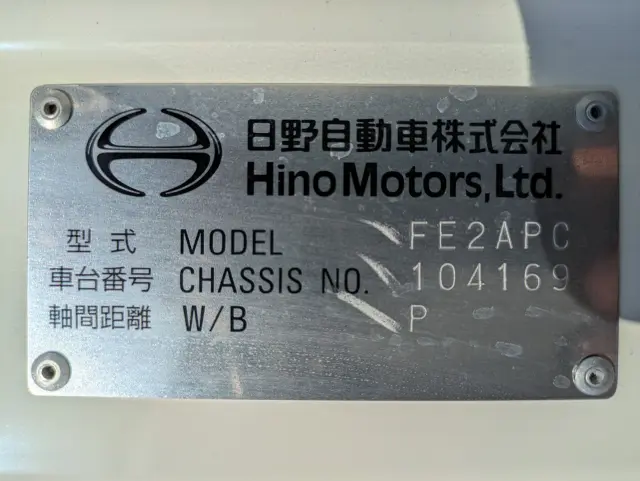 日野自動車株式会社
Hino Motors, Ltd.
型式 MODEL FE2APC
車台番号 CHASSIS NO. 104169
軸間距離 W/B P